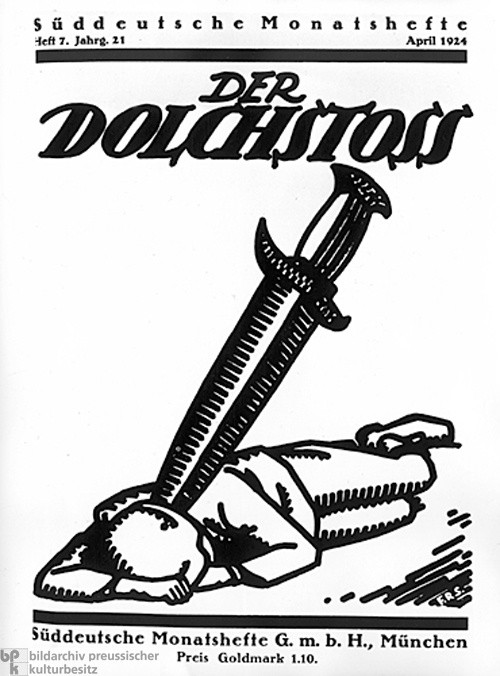 Süddeutsche Monatshefte
Heft 7. Jahrg. 21 April 1924
DER
DOLCHSTOSS
F.R.S.
Süddeutsche Monatshefte G. m. b. H., München
Preis Goldmark 1.10.
bpk bildarchiv preussischer
kulturbesitz